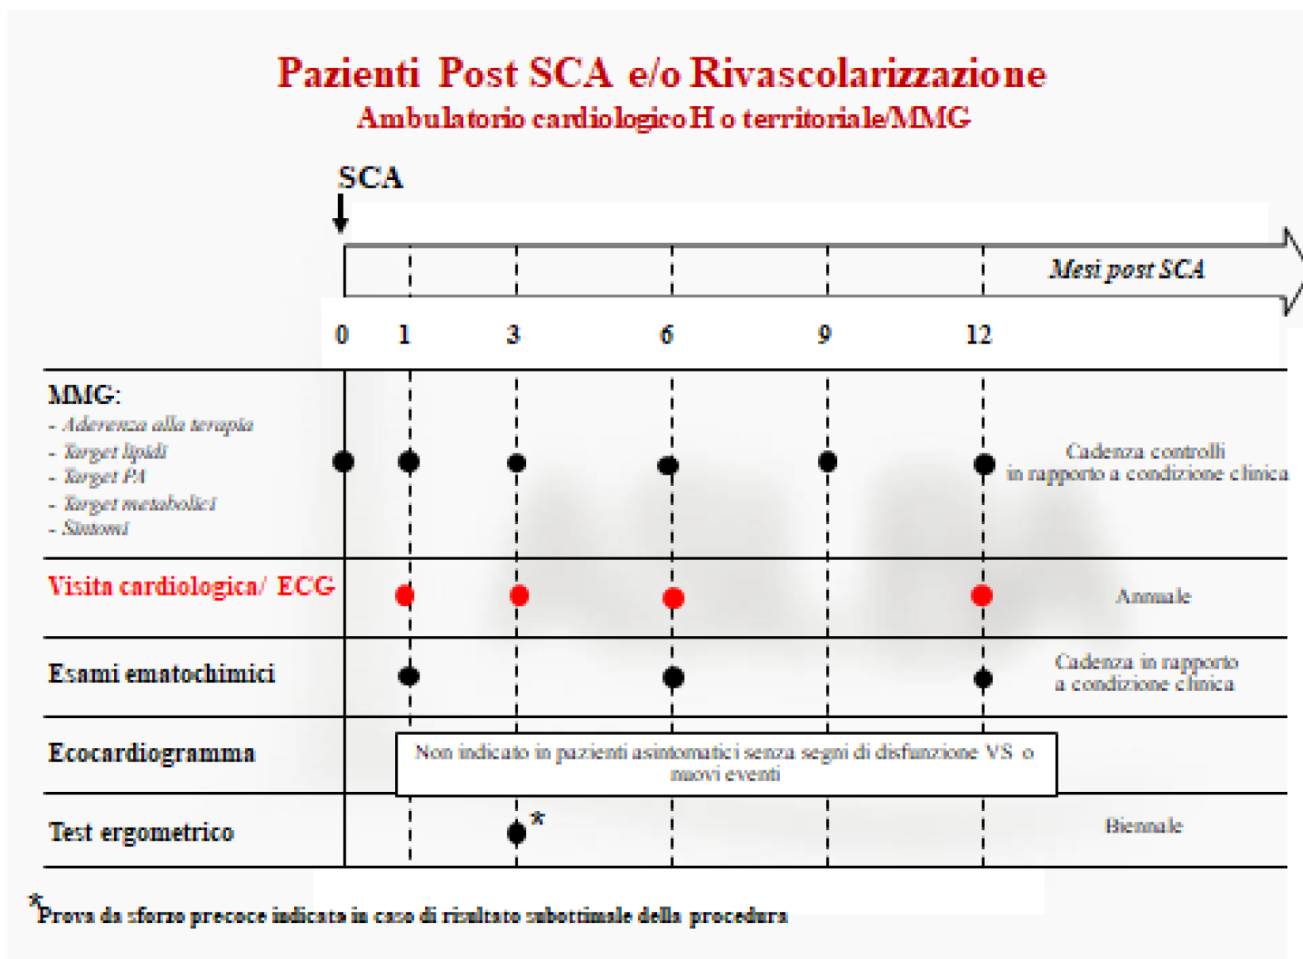 Pazienti Post SCA e/o Rivascolarizzazione
Ambulatorio cardiologico H o territoriale/MMG
SCA
Mesi post SCA
0 1 3 6 9 12
MMG:
- Aderenza alla terapia
- Target lipidi
- Target PA
- Target metabolici
- Sintomi
Cadenza controlli
in rapporto a condizione clinica
Visita cardiologica/ ECG
Annuale
Esami ematochimici
Cadenza in rapporto
a condizione clinica
Ecocardiogramma
Non indicato in pazienti asintomatici senza segni di disfunzione VS o
nuovi eventi
Test ergometrico
*
Biennale
*Prova da sforzo precoce indicata in caso di risultato subottimale della procedura